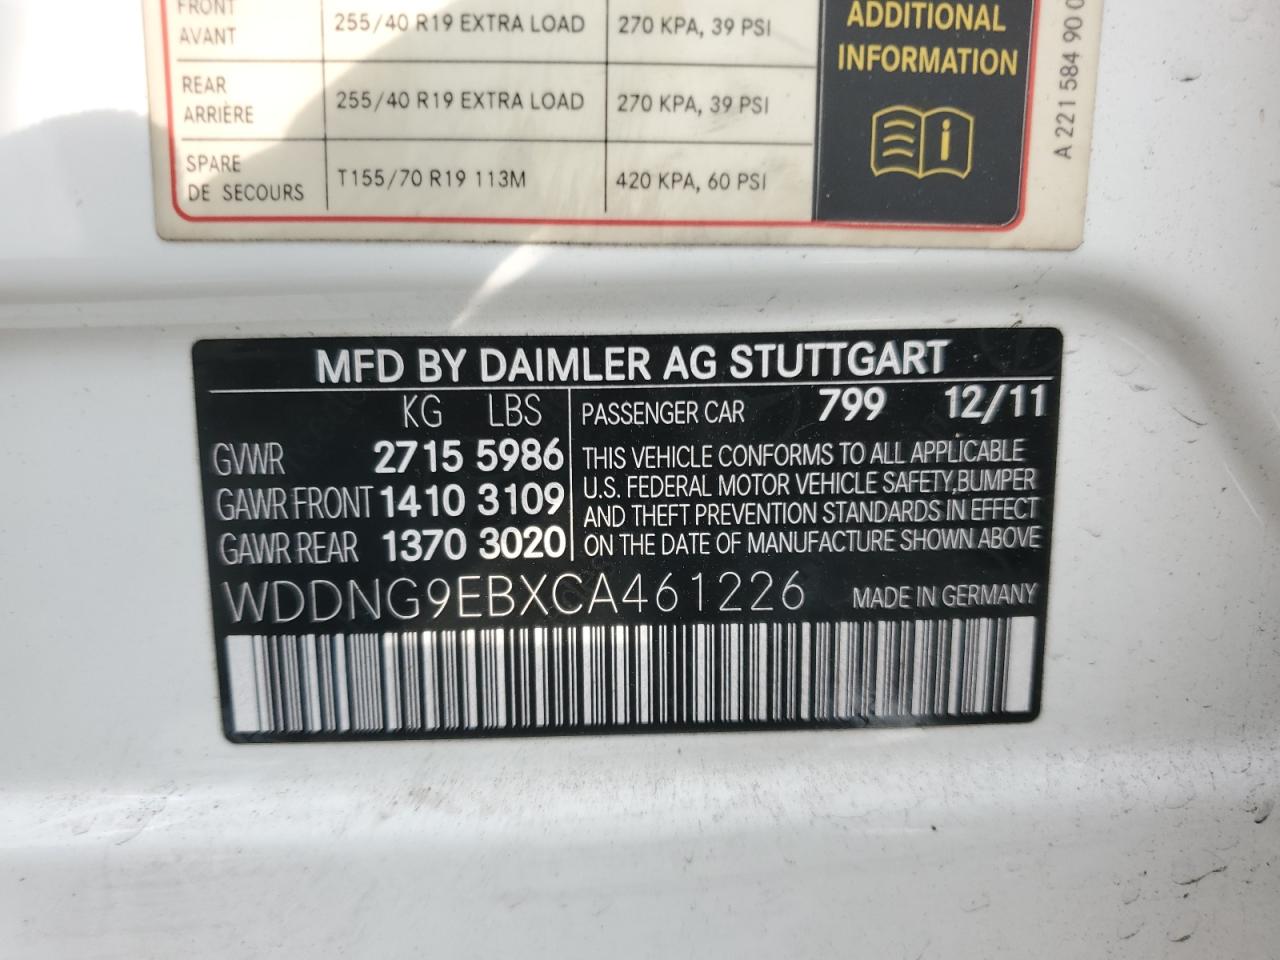 FRONT 255/40 R19 EXTRA LOAD 270 KPA, 39 PSI
AVANT
REAR 255/40 R19 EXTRA LOAD 270 KPA, 39 PSI
ARRIÈRE
SPARE T155/70 R19 113M 420 KPA, 60 PSI
DE SECOURS
ADDITIONAL
INFORMATION
A 221 584 90 0
MFD BY DAIMLER AG STUTTGART
KG LBS
GVWR 2715 5986
GAWR FRONT 1410 3109
GAWR REAR 1370 3020
PASSENGER CAR 799 12/11
THIS VEHICLE CONFORMS TO ALL APPLICABLE
U.S. FEDERAL MOTOR VEHICLE SAFETY,BUMPER
AND THEFT PREVENTION STANDARDS IN EFFECT
ON THE DATE OF MANUFACTURE SHOWN ABOVE
WDDNG9EBXCA461226 MADE IN GERMANY